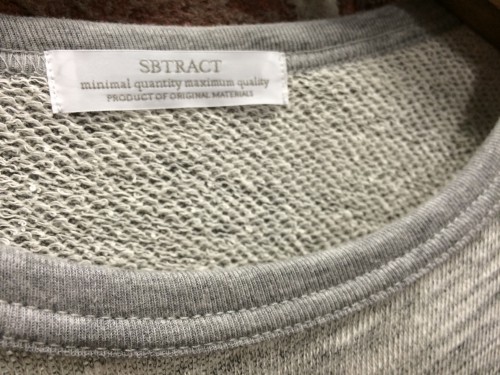 SBTRACT
minimal quantity maximum quality
PRODUCT OF ORIGINAL MATERIALS